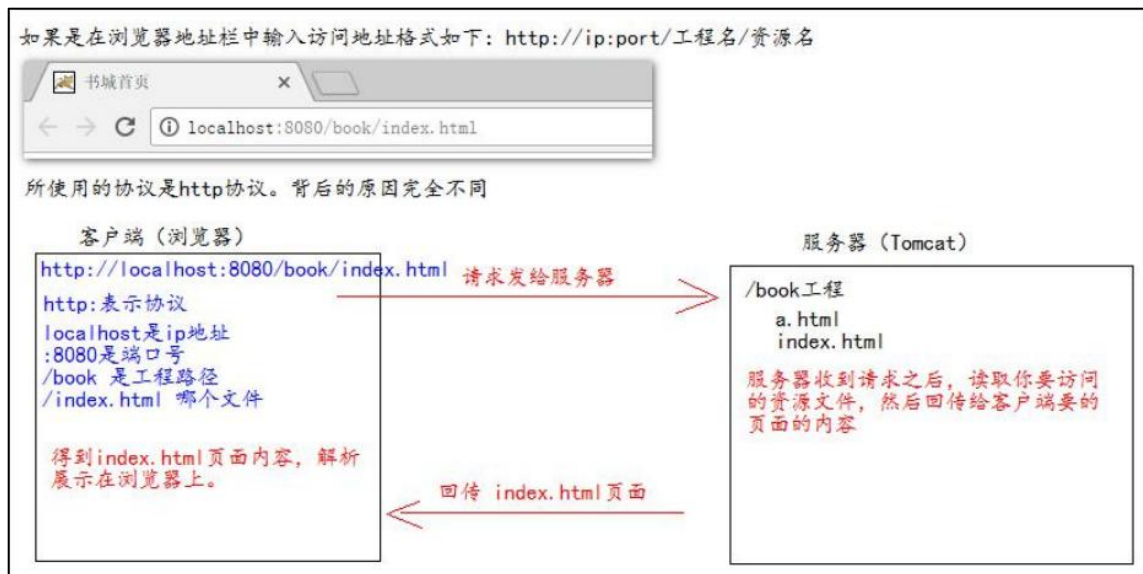 如果是在浏览器地址栏中输入访问地址格式如下: http://ip:port/工程名/资源名
书城首页
localhost:8080/book/index.html
所使用的协议是http协议。背后的原因完全不同
客户端（浏览器）
服务器（Tomcat）
http://localhost:8080/book/index.html
请求发给服务器
http:表示协议
localhost是ip地址
:8080是端口号
/book 是工程路径
/index.html 哪个文件
/book工程
a.html
index.html
服务器收到请求之后, 读取你要访问
的资源文件, 然后回传给客户端要的
页面的内容
得到index.html页面内容, 解析
展示在浏览器上。
回传 index.html页面